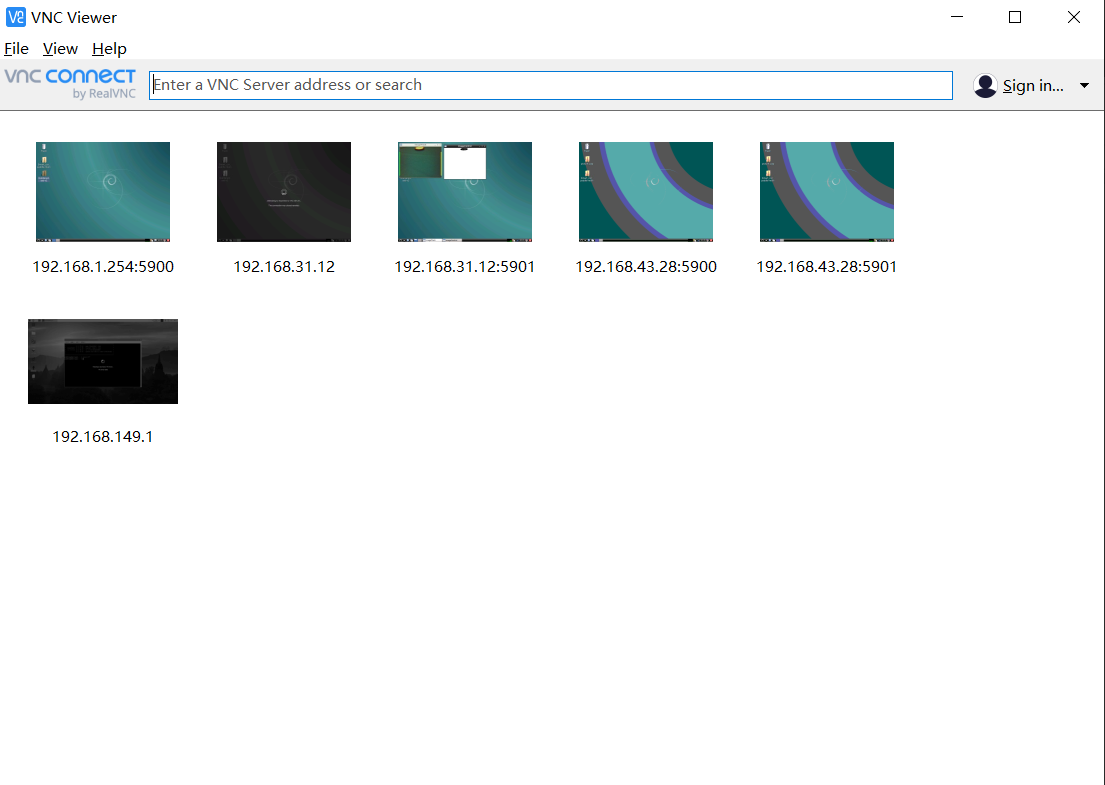 VNC Viewer
File View Help
vnc connect
by RealVNC
Enter a VNC Server address or search
Sign in...
192.168.1.254:5900
192.168.31.12
192.168.31.12:5901
192.168.43.28:5900
192.168.43.28:5901
192.168.149.1